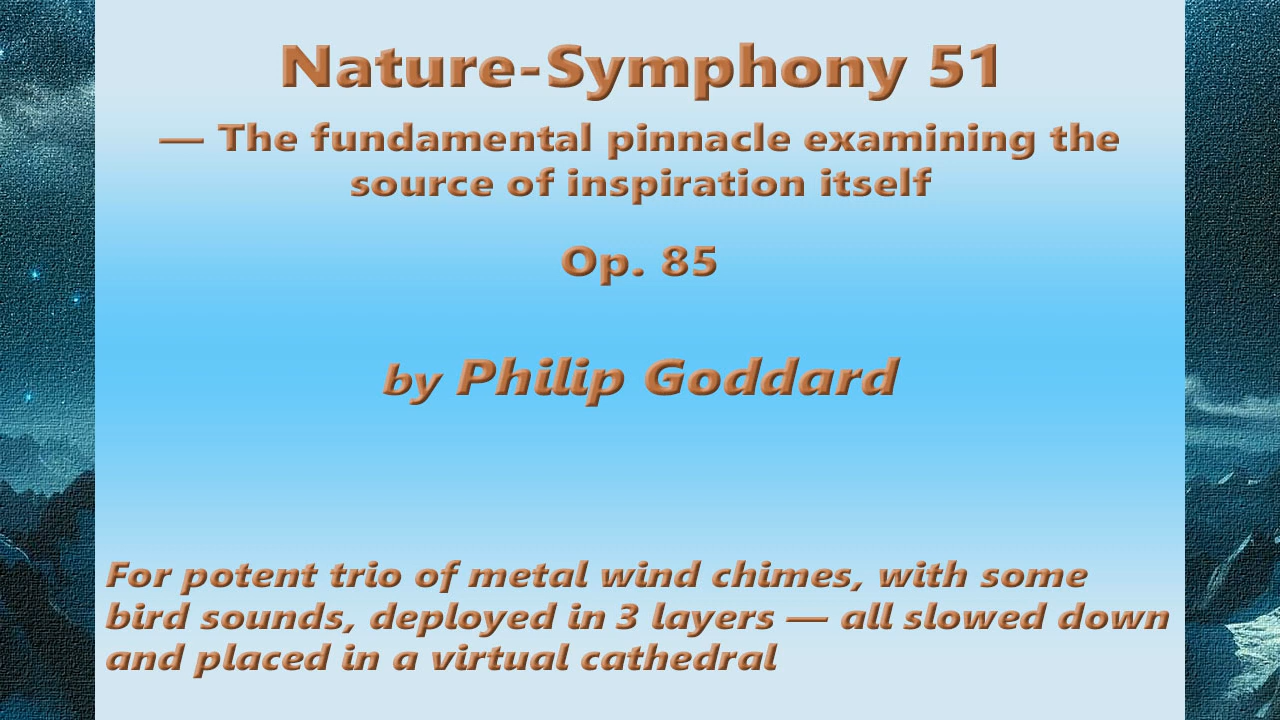 Nature-Symphony 51
— The fundamental pinnacle examining the
source of inspiration itself
Op. 85
by Philip Goddard
For potent trio of metal wind chimes, with some
bird sounds, deployed in 3 layers — all slowed down
and placed in a virtual cathedral